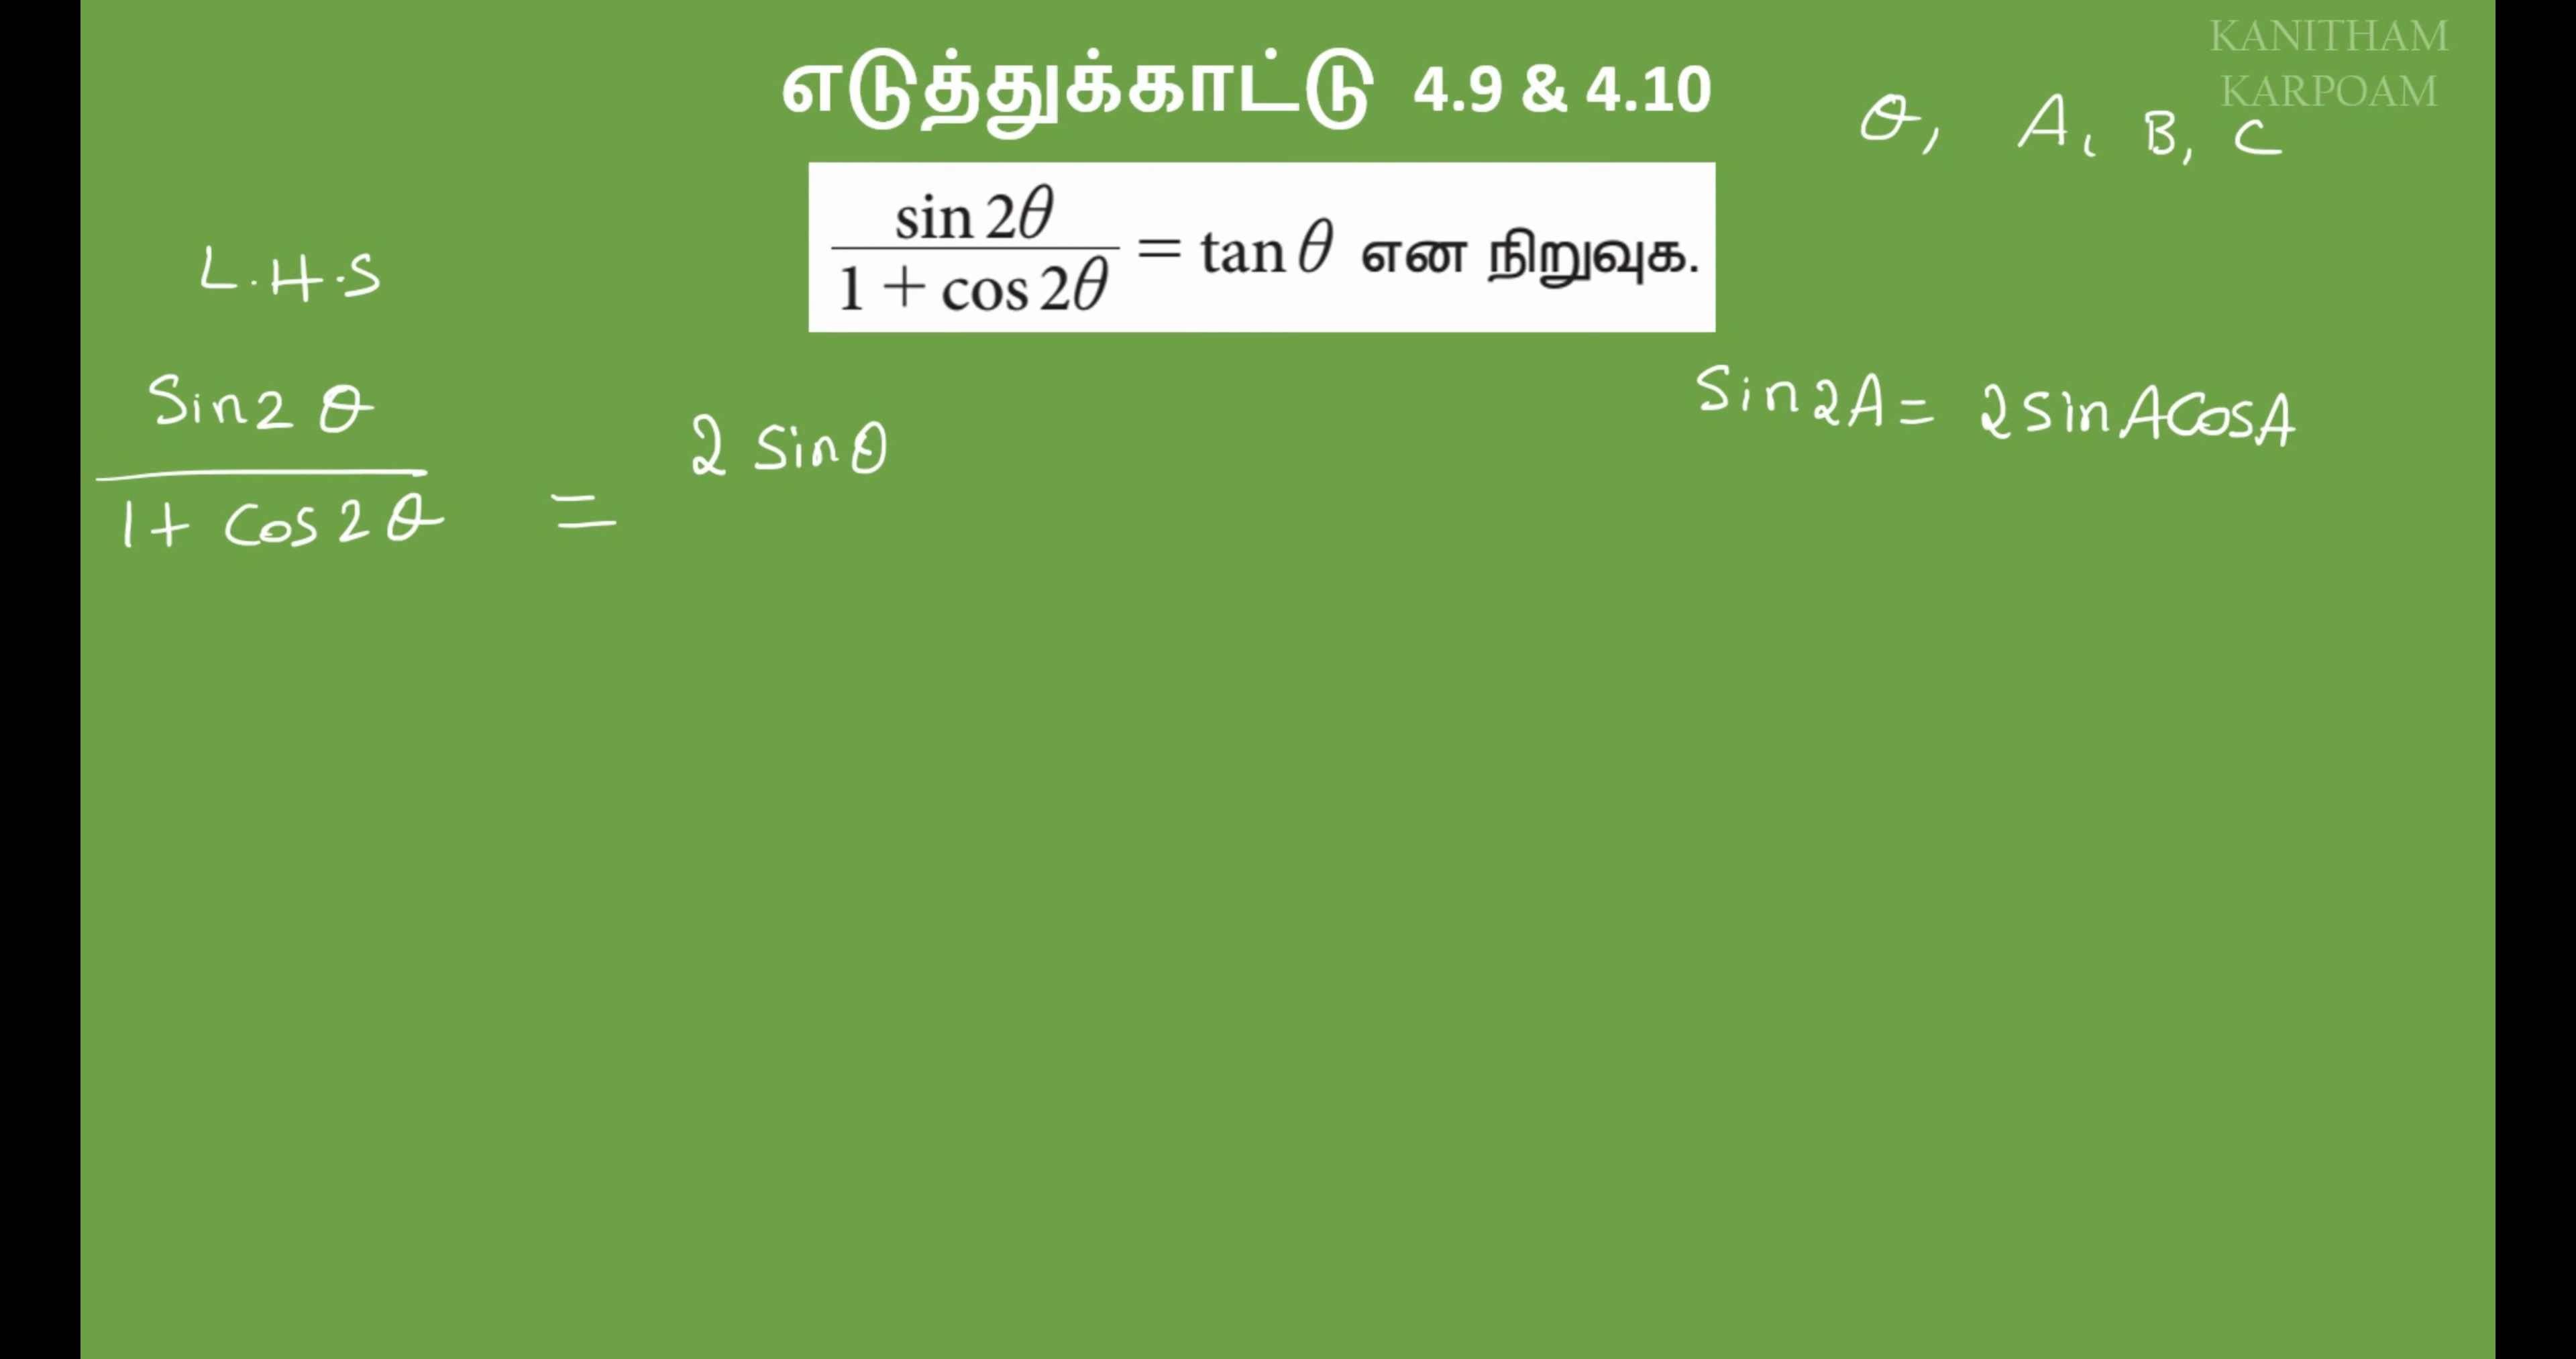 KANITHAM
KARPOAM
எடுத்துக்காட்டு 4.9 & 4.10
θ, A, B, C
sin 2θ / 1 + cos 2θ = tan θ என நிறுவுக.
L.H.S
Sin2A = 2SinACosA
Sin2θ / 1 + Cos2θ = 2 Sinθ